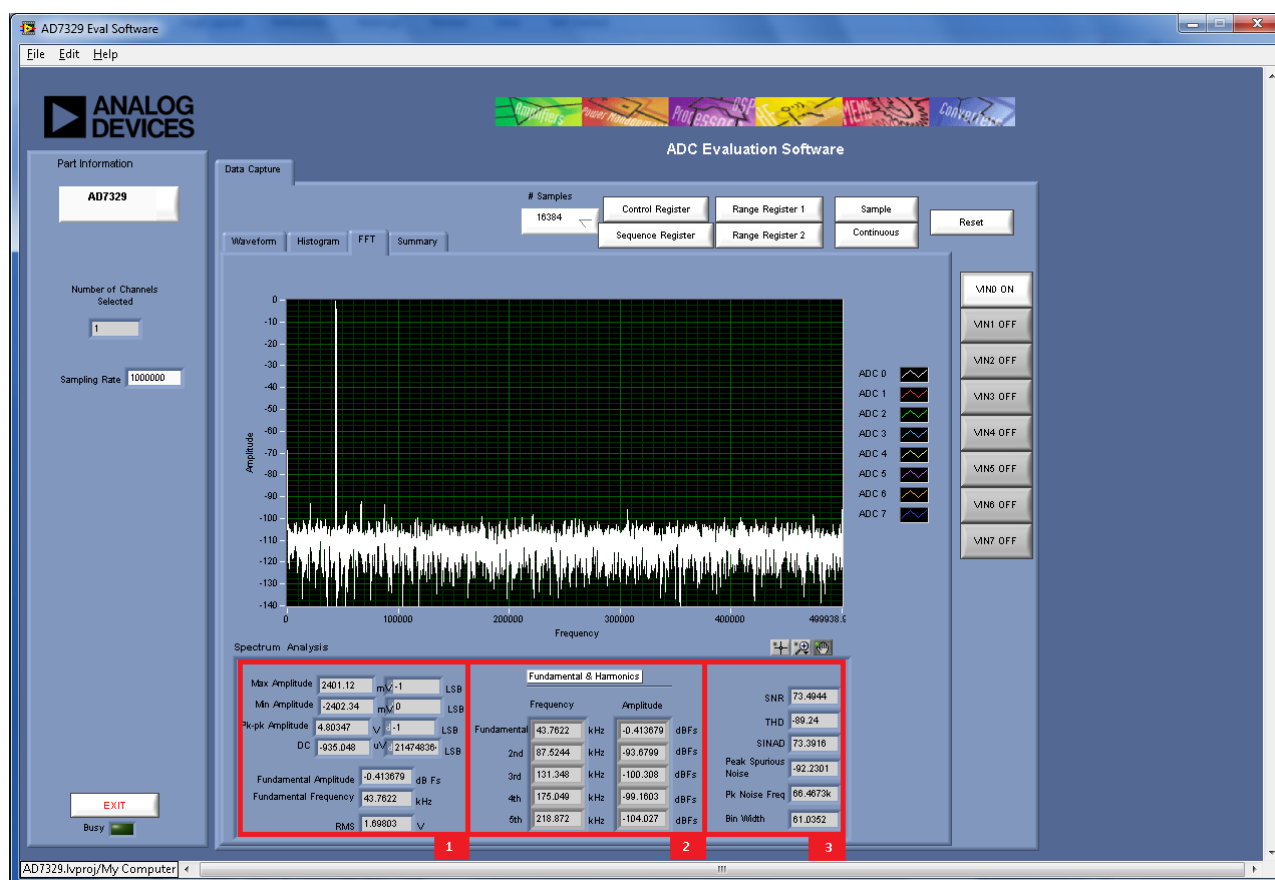 AD7329 Eval Software
File Edit Help
ANALOG
DEVICES
Amplifiers Power Management Processor DSP RF MEMS Converters
ADC Evaluation Software
Part Information
AD7329
Number of Channels
Selected
1
Sampling Rate 1000000
EXIT
Busy
Data Capture
# Samples
16384
Control Register Range Register 1 Sample
Sequence Register Range Register 2 Continuous
Reset
Waveform Histogram FFT Summary
0
-10
-20
-30
-40
-50
-60
-70
-80
-90
-100
-110
-120
-130
-140
Amplitude
0 100000 200000 300000 400000 499938.9
Frequency
ADC 0
ADC 1
ADC 2
ADC 3
ADC 4
ADC 5
ADC 6
ADC 7
VIN0 ON
VIN1 OFF
VIN2 OFF
VIN3 OFF
VIN4 OFF
VIN5 OFF
VIN6 OFF
VIN7 OFF
Spectrum Analysis
Max Amplitude 2401.12 mV -1 LSB
Min Amplitude -2402.34 mV 0 LSB
Pk-pk Amplitude 4.80347 V -1 LSB
DC -935.048 uV 21474836 LSB
Fundamental Amplitude -0.413679 dB Fs
Fundamental Frequency 43.7622 kHz
RMS 1.69803 V
1
Fundamental & Harmonics
Frequency Amplitude
Fundamental 43.7622 kHz -0.413679 dBFs
2nd 87.5244 kHz -93.6799 dBFs
3rd 131.348 kHz -100.308 dBFs
4th 175.049 kHz -99.1603 dBFs
5th 218.872 kHz -104.027 dBFs
2
SNR 73.4944
THD -89.24
SINAD 73.3916
Peak Spurious
Noise -92.2301
Pk Noise Freq 66.4673k
Bin Width 61.0352
3
AD7329.lvproj/My Computer